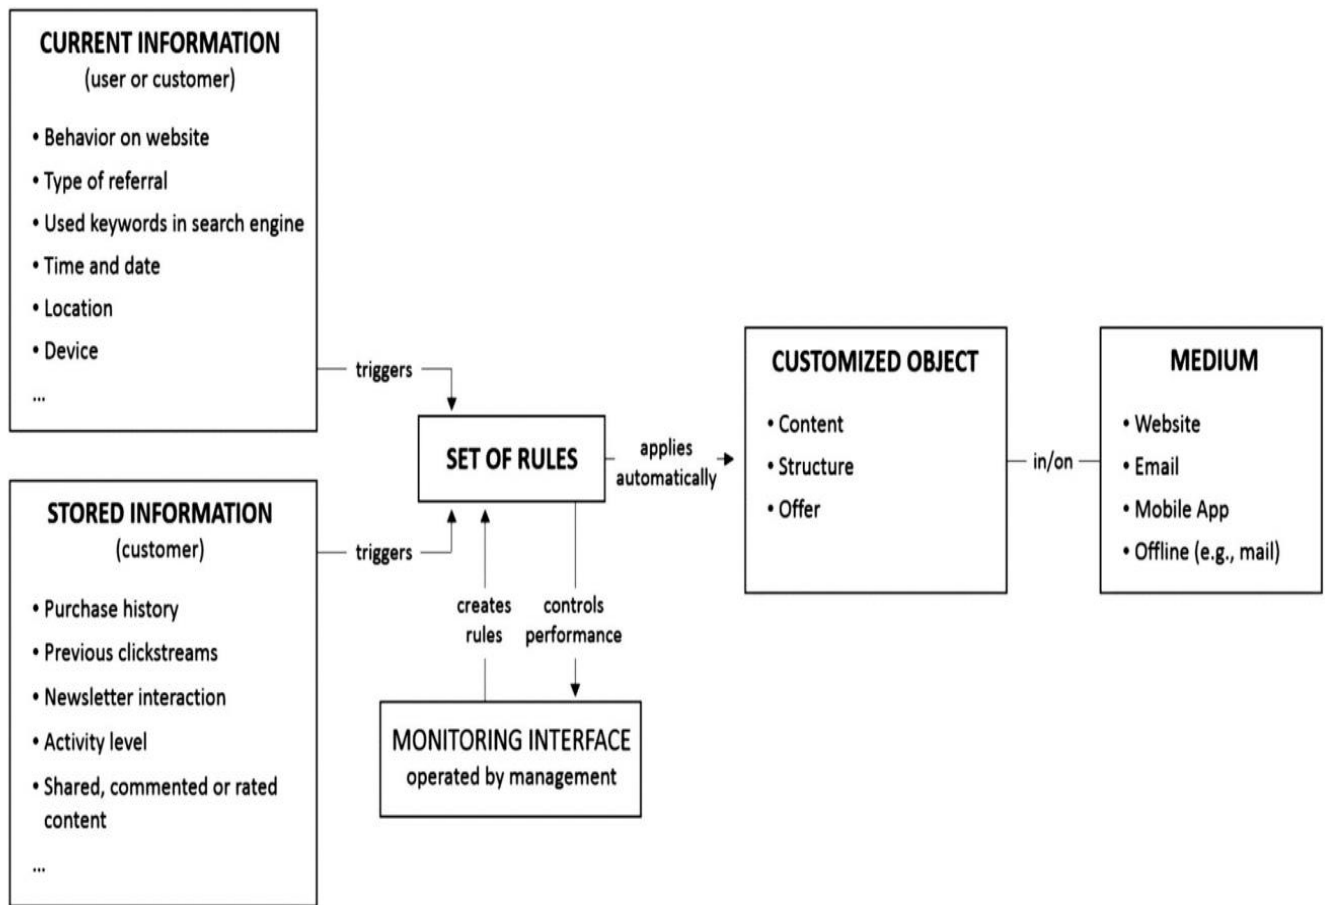 CURRENT INFORMATION
(user or customer)
• Behavior on website
• Type of referral
• Used keywords in search engine
• Time and date
• Location
• Device
...
triggers
STORED INFORMATION
(customer)
• Purchase history
• Previous clickstreams
• Newsletter interaction
• Activity level
• Shared, commented or rated
content
...
triggers
SET OF RULES
creates
rules
controls
performance
MONITORING INTERFACE
operated by management
applies
automatically
CUSTOMIZED OBJECT
• Content
• Structure
• Offer
in/on
MEDIUM
• Website
• Email
• Mobile App
• Offline (e.g., mail)